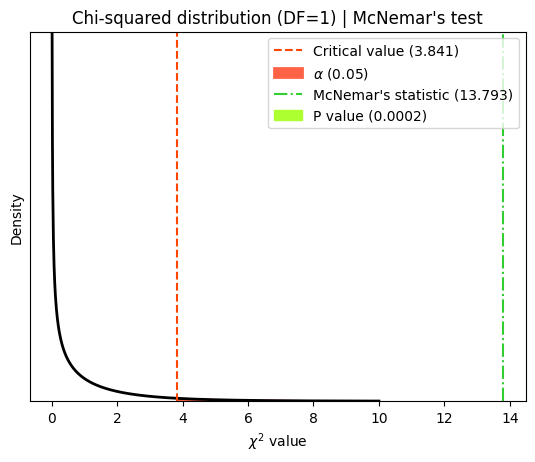 Chi-squared distribution (DF=1) | McNemar's test
Critical value (3.841)
α (0.05)
McNemar's statistic (13.793)
P value (0.0002)
Density
0 2 4 6 8 10 12 14
χ² value